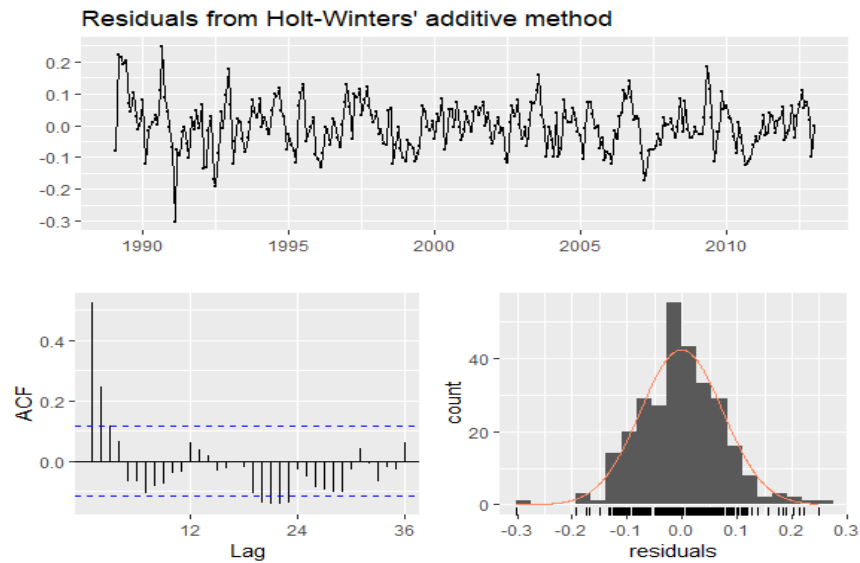 Residuals from Holt-Winters' additive method
0.2
0.1
0.0
-0.1
-0.2
-0.3
1990 1995 2000 2005 2010
ACF
0.4
0.2
0.0
12 24 36
Lag
count
40
20
0
-0.3 -0.2 -0.1 0.0 0.1 0.2 0.3
residuals